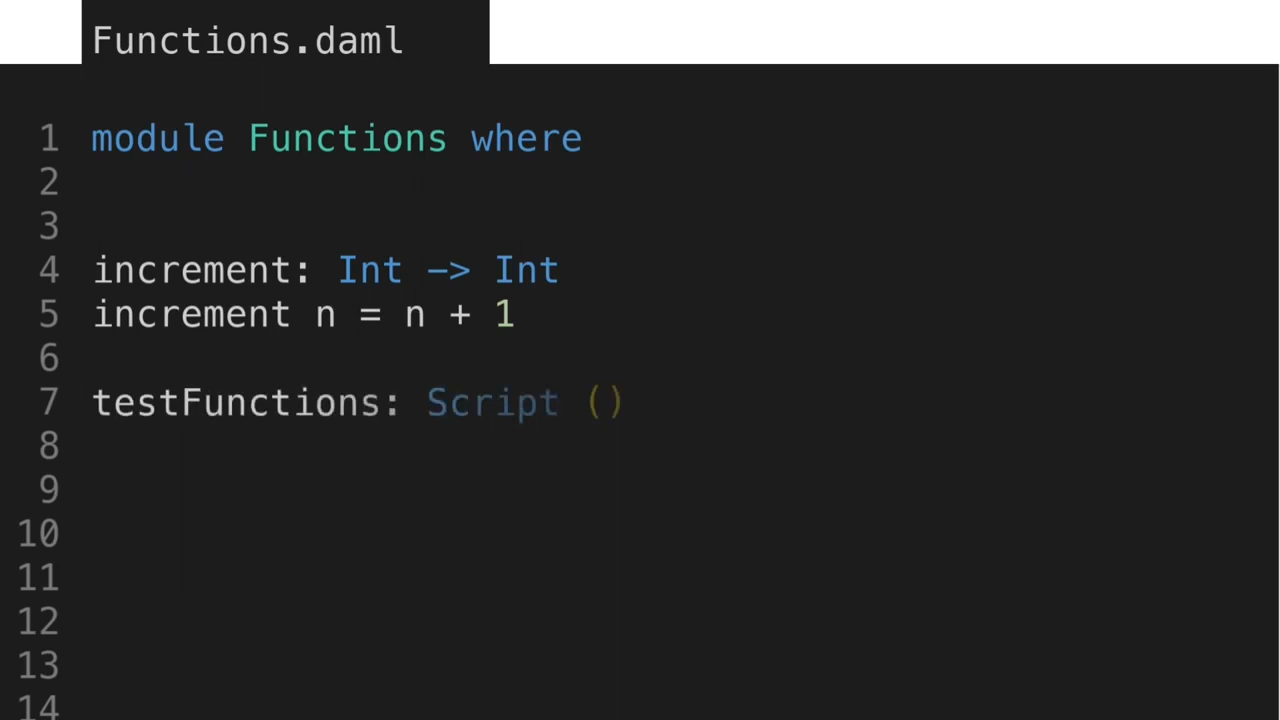 Functions.daml
1 module Functions where
2
3
4 increment: Int -> Int
5 increment n = n + 1
6
7 testFunctions: Script ()
8
9
10
11
12
13
14